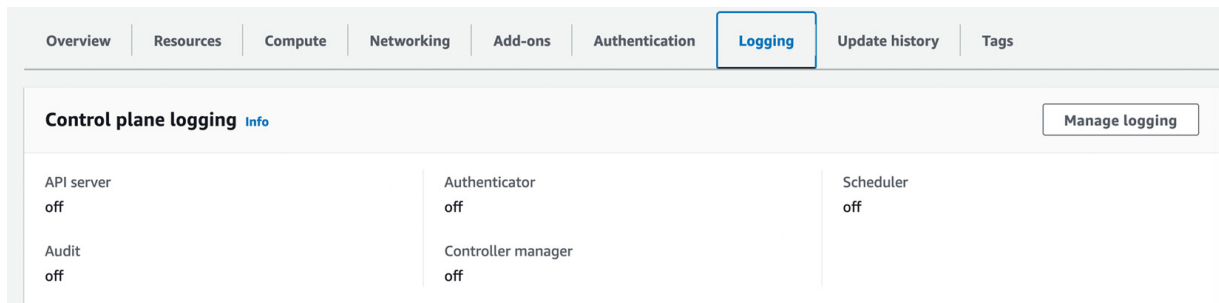 Overview Resources Compute Networking Add-ons Authentication Logging Update history Tags
Control plane logging Info Manage logging
API server Authenticator Scheduler
off off off
Audit Controller manager
off off